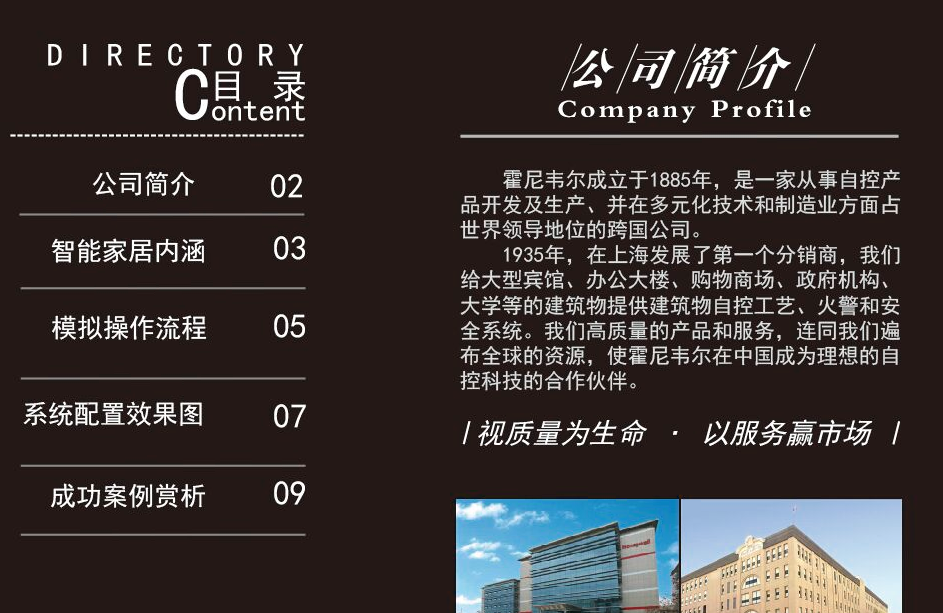 DIRECTORY
目 录
Content
公司简介 02
智能家居内涵 03
模拟操作流程 05
系统配置效果图 07
成功案例赏析 09
/公/司/简/介/
Company Profile
霍尼韦尔成立于1885年，是一家从事自控产
品开发及生产、并在多元化技术和制造业方面占
世界领导地位的跨国公司。
1935年，在上海发展了第一个分销商，我们
给大型宾馆、办公大楼、购物商场、政府机构、
大学等的建筑物提供建筑物自控工艺、火警和安
全系统。我们高质量的产品和服务，连同我们遍
布全球的资源，使霍尼韦尔在中国成为理想的自
控科技的合作伙伴。
/视质量为生命 · 以服务赢市场 /
Honeywell